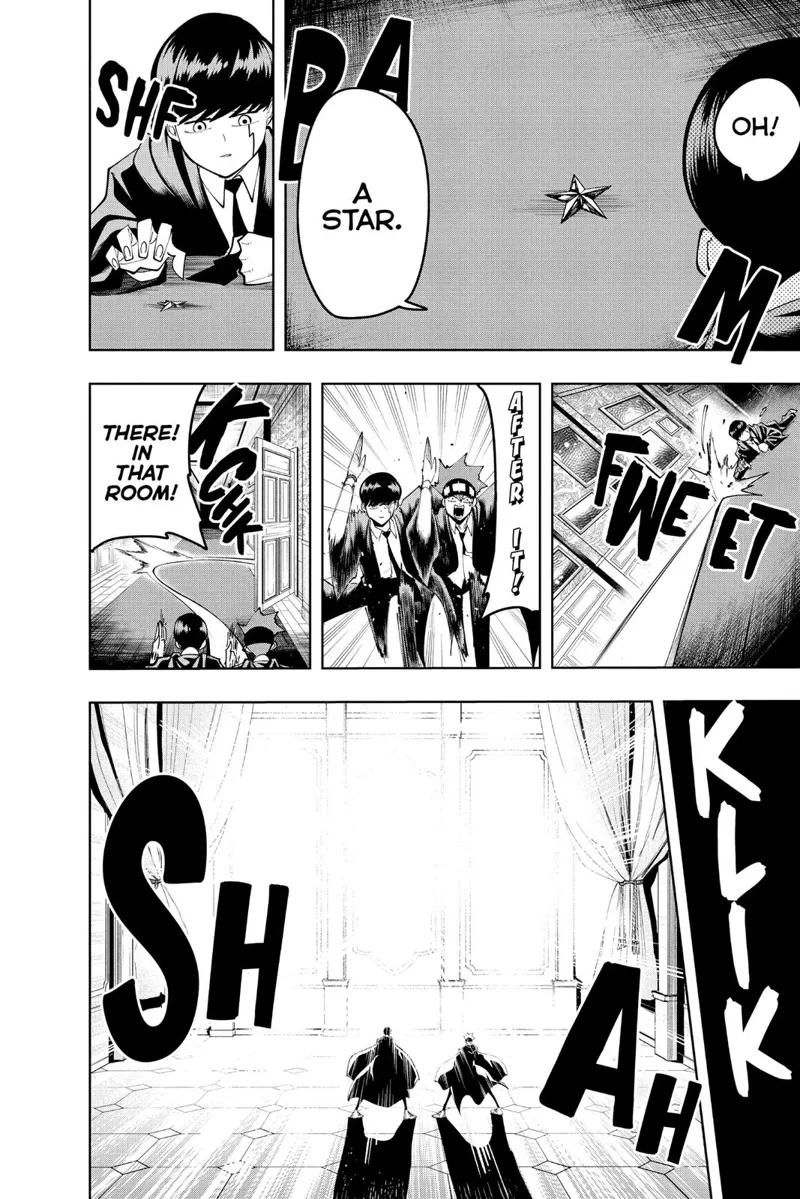 OH!
BA
M
A
STAR.
SHF
FWEET
AFTER IT!
KCHK
THERE!
IN
THAT
ROOM!
KLIK
SH
AH